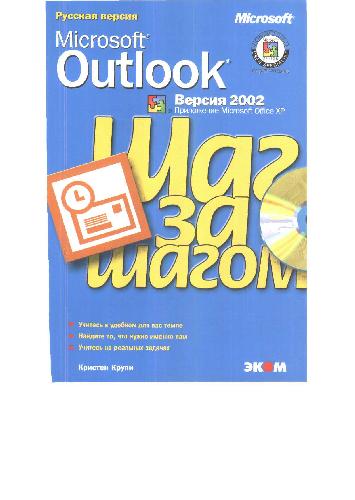 Русская версия
Microsoft®
Microsoft®
Outlook®
Версия 2002
Приложение Microsoft Office XP
Шаг
за
шагом
Учитесь в удобном для вас темпе
Найдите то, что нужно именно вам
Учитесь на реальных задачах
Кристен Крупи
ЭКОМ